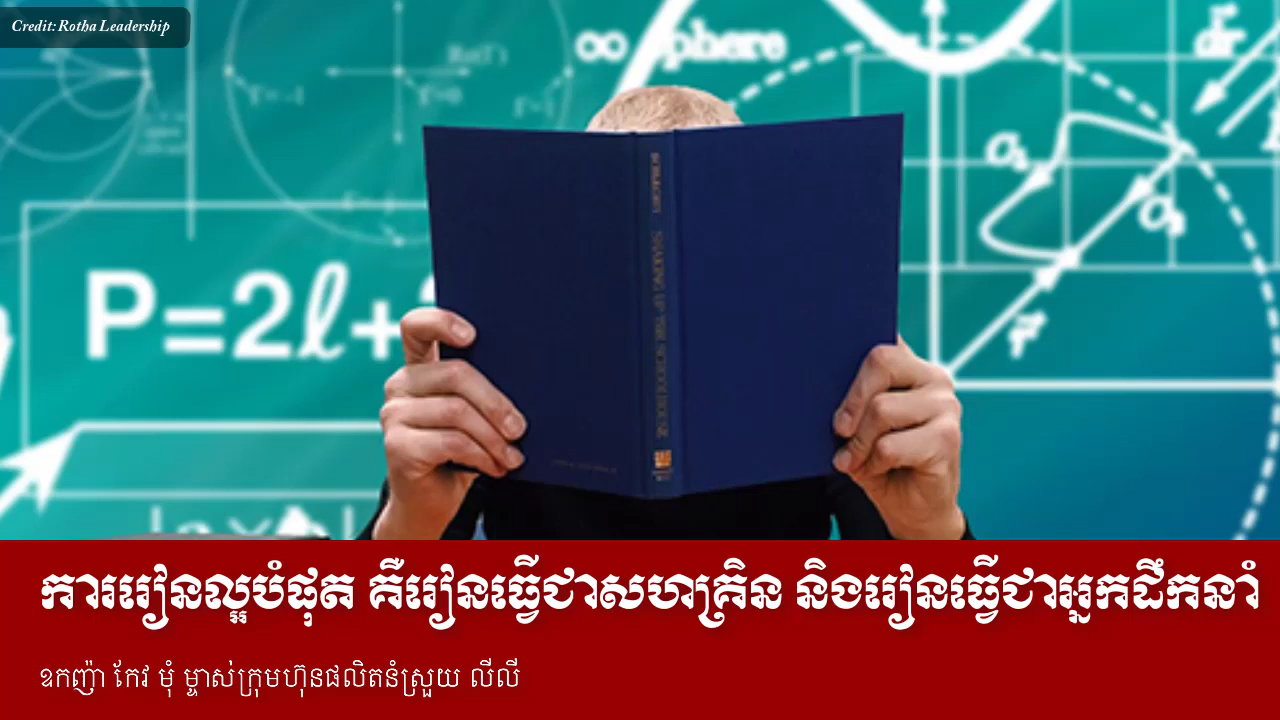 Credit: Rotha Leadership
∞ sphere
P=2ℓ+
ការរៀនល្អបំផុត គឺរៀនធ្វើជាសហគ្រិន និងរៀនធ្វើជាអ្នកដឹកនាំ
ឧកញ៉ា កែវ មុំ ម្ចាស់ក្រុមហ៊ុនផលិតនំស្រួយ លីលី